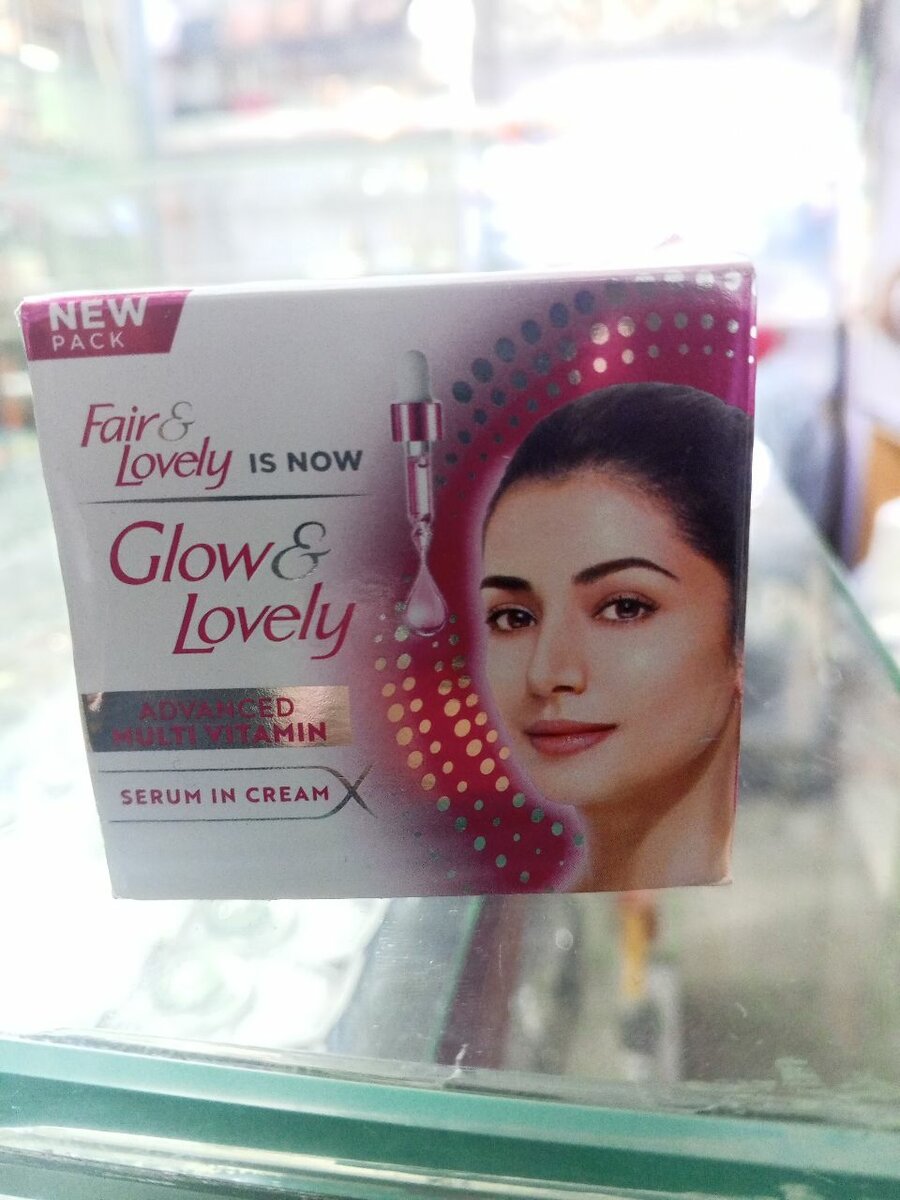 NEW
PACK
Fair &
Lovely IS NOW
Glow &
Lovely
ADVANCED
MULTI VITAMIN
SERUM IN CREAM